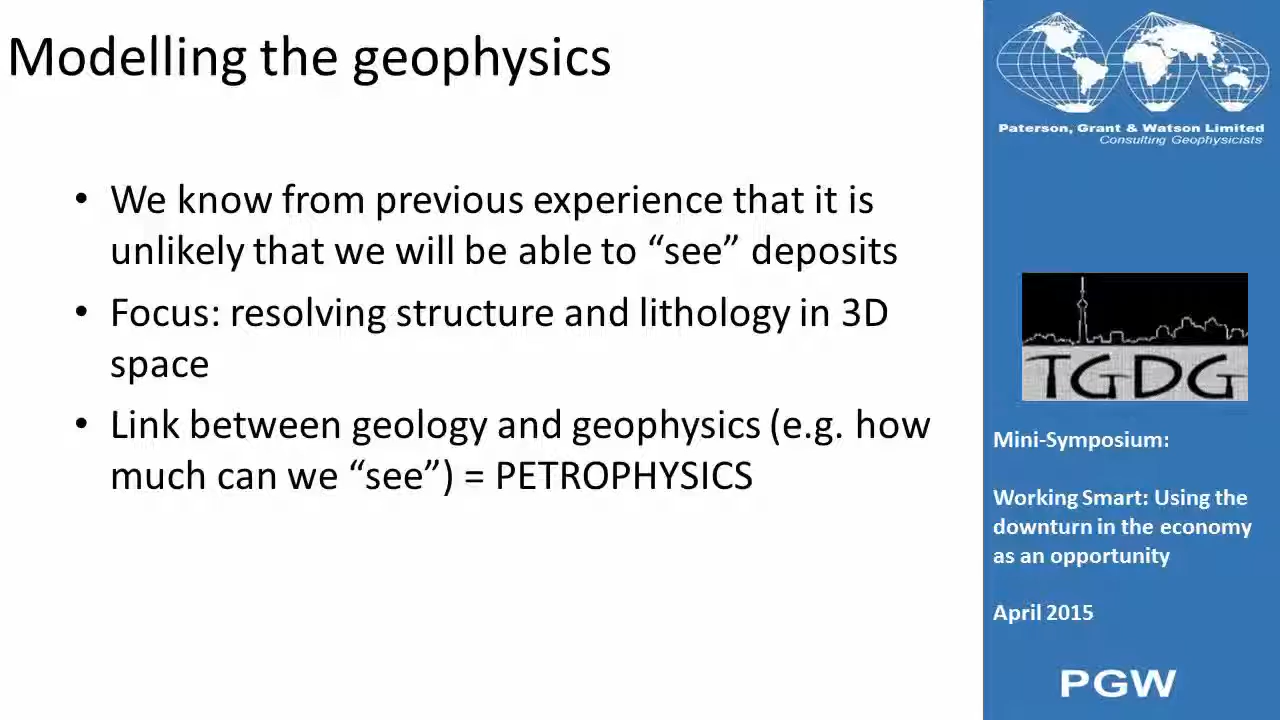 Modelling the geophysics
• We know from previous experience that it is
unlikely that we will be able to “see” deposits
• Focus: resolving structure and lithology in 3D
space
• Link between geology and geophysics (e.g. how
much can we “see”) = PETROPHYSICS
Paterson, Grant & Watson Limited
Consulting Geophysicists
TGDG
Mini-Symposium:
Working Smart: Using the
downturn in the economy
as an opportunity
April 2015
PGW